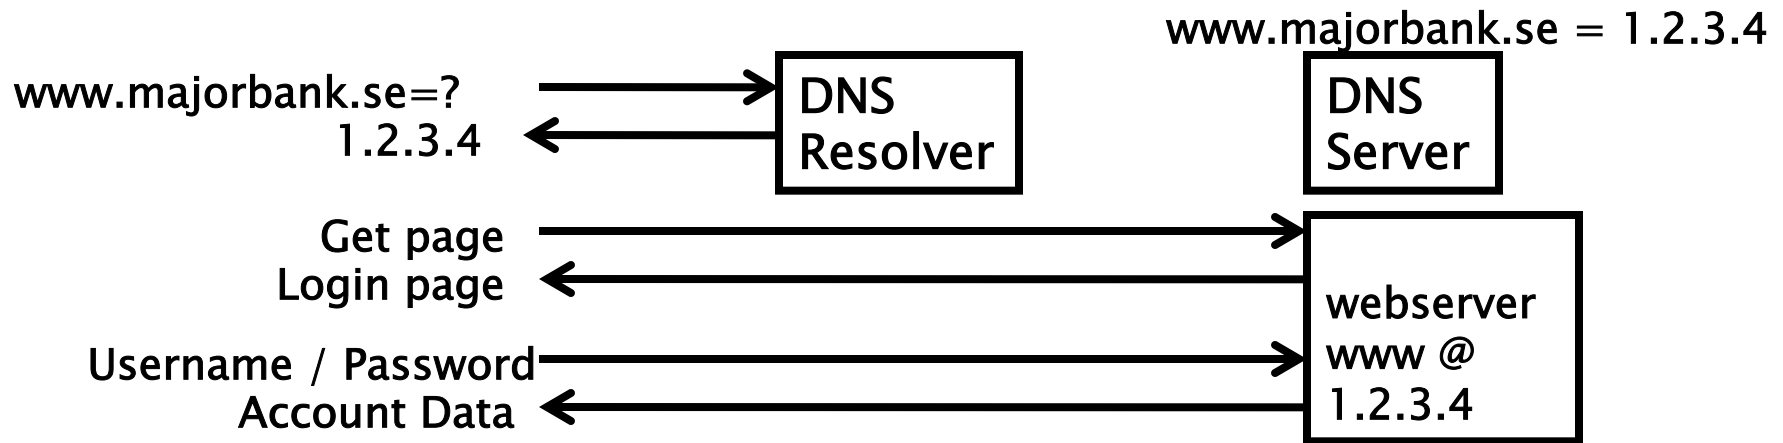 www.majorbank.se = 1.2.3.4
www.majorbank.se=?
1.2.3.4
DNS
Resolver
DNS
Server
Get page
Login page
Username / Password
Account Data
webserver
www @
1.2.3.4